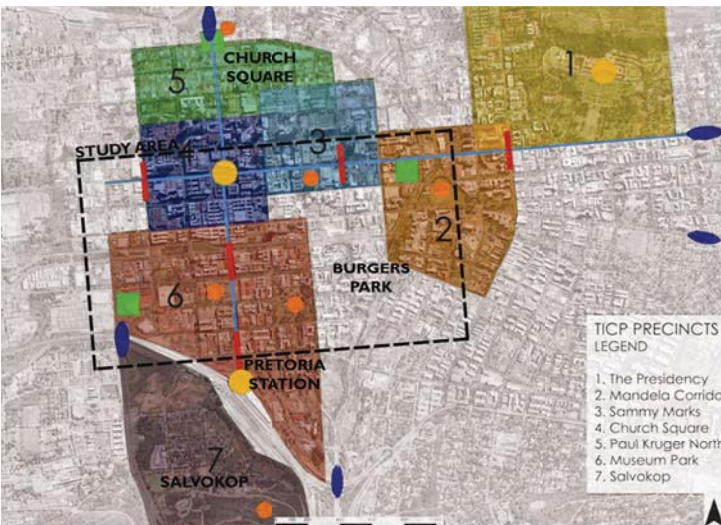 CHURCH
SQUARE
1
5
STUDY AREA
4
3
2
BURGERS
PARK
6
PRETORIA
STATION
7
SALVOKOP
TICP PRECINCTS
LEGEND
1. The Presidency
2. Mandela Corrido
3. Sammy Marks
4. Church Square
5. Paul Kruger North
6. Museum Park
7. Salvokop